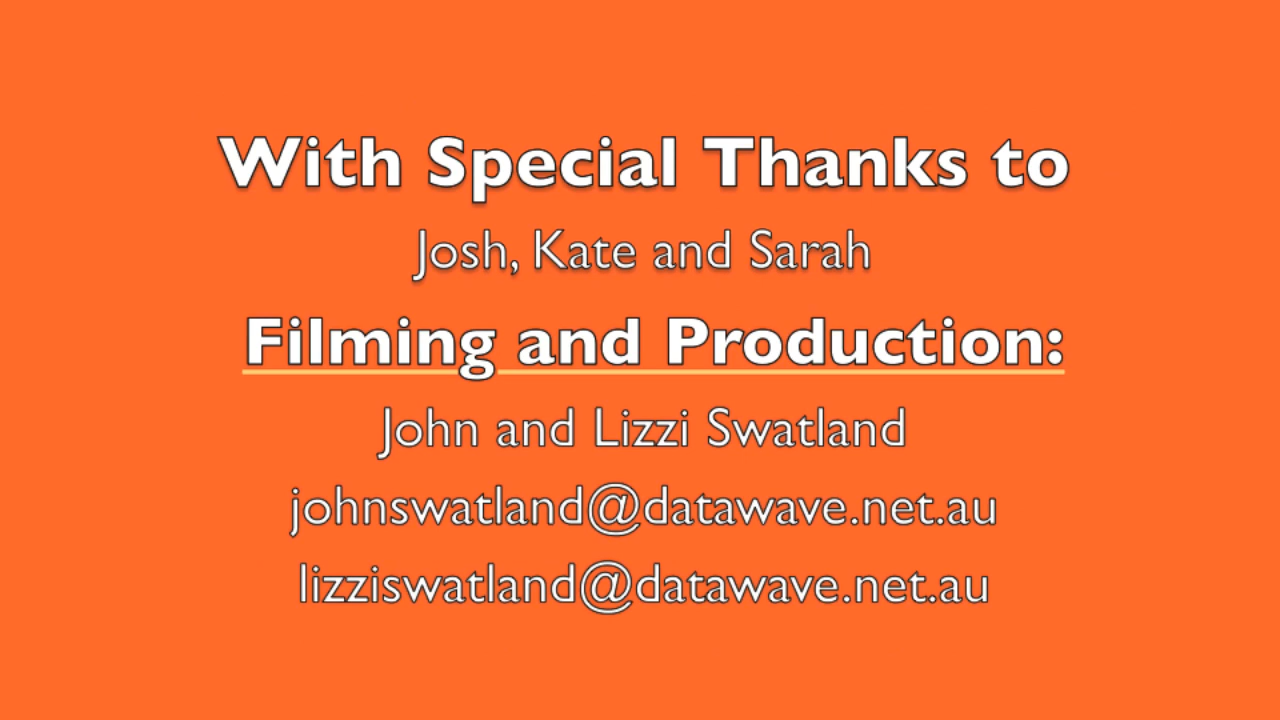 With Special Thanks to
Josh, Kate and Sarah
Filming and Production:
John and Lizzi Swatland
johnswatland@datawave.net.au
lizziswatland@datawave.net.au